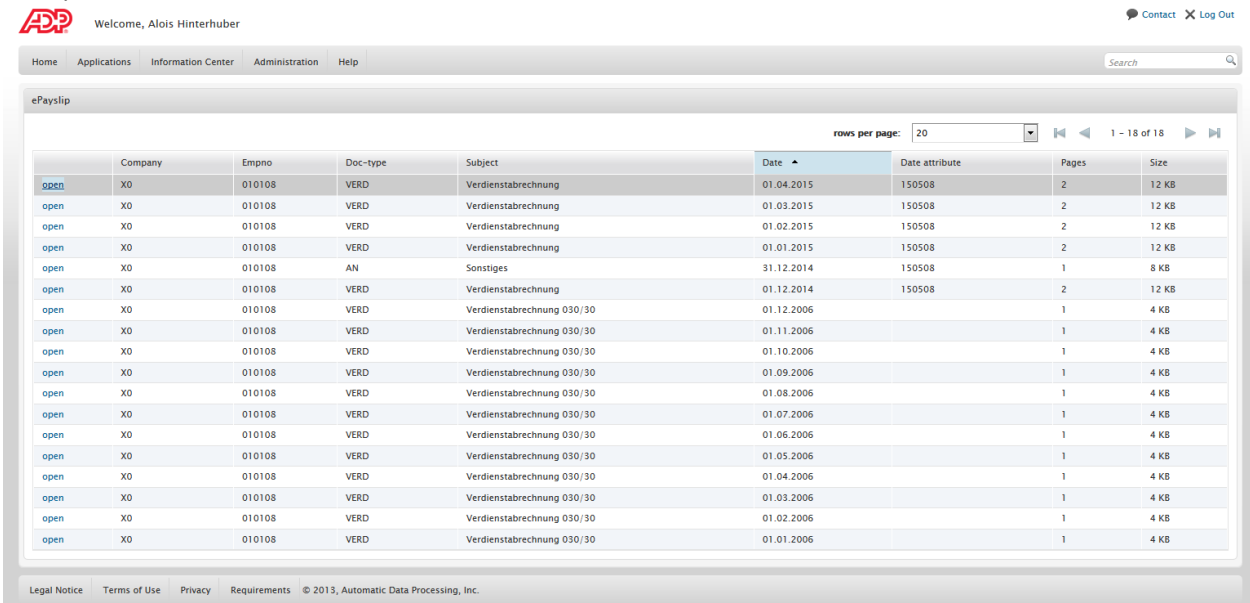 ADP
Welcome, Alois Hinterhuber
Contact Log Out
Home Applications Information Center Administration Help Search
ePayslip
rows per page: 20 1 - 18 of 18
Company Empno Doc-type Subject Date Date attribute Pages Size
open X0 010108 VERD Verdienstabrechnung 01.04.2015 150508 2 12 KB
open X0 010108 VERD Verdienstabrechnung 01.03.2015 150508 2 12 KB
open X0 010108 VERD Verdienstabrechnung 01.02.2015 150508 2 12 KB
open X0 010108 VERD Verdienstabrechnung 01.01.2015 150508 2 12 KB
open X0 010108 AN Sonstiges 31.12.2014 150508 1 8 KB
open X0 010108 VERD Verdienstabrechnung 01.12.2014 150508 2 12 KB
open X0 010108 VERD Verdienstabrechnung 030/30 01.12.2006 1 4 KB
open X0 010108 VERD Verdienstabrechnung 030/30 01.11.2006 1 4 KB
open X0 010108 VERD Verdienstabrechnung 030/30 01.10.2006 1 4 KB
open X0 010108 VERD Verdienstabrechnung 030/30 01.09.2006 1 4 KB
open X0 010108 VERD Verdienstabrechnung 030/30 01.08.2006 1 4 KB
open X0 010108 VERD Verdienstabrechnung 030/30 01.07.2006 1 4 KB
open X0 010108 VERD Verdienstabrechnung 030/30 01.06.2006 1 4 KB
open X0 010108 VERD Verdienstabrechnung 030/30 01.05.2006 1 4 KB
open X0 010108 VERD Verdienstabrechnung 030/30 01.04.2006 1 4 KB
open X0 010108 VERD Verdienstabrechnung 030/30 01.03.2006 1 4 KB
open X0 010108 VERD Verdienstabrechnung 030/30 01.02.2006 1 4 KB
open X0 010108 VERD Verdienstabrechnung 030/30 01.01.2006 1 4 KB
Legal Notice Terms of Use Privacy Requirements © 2013, Automatic Data Processing, Inc.